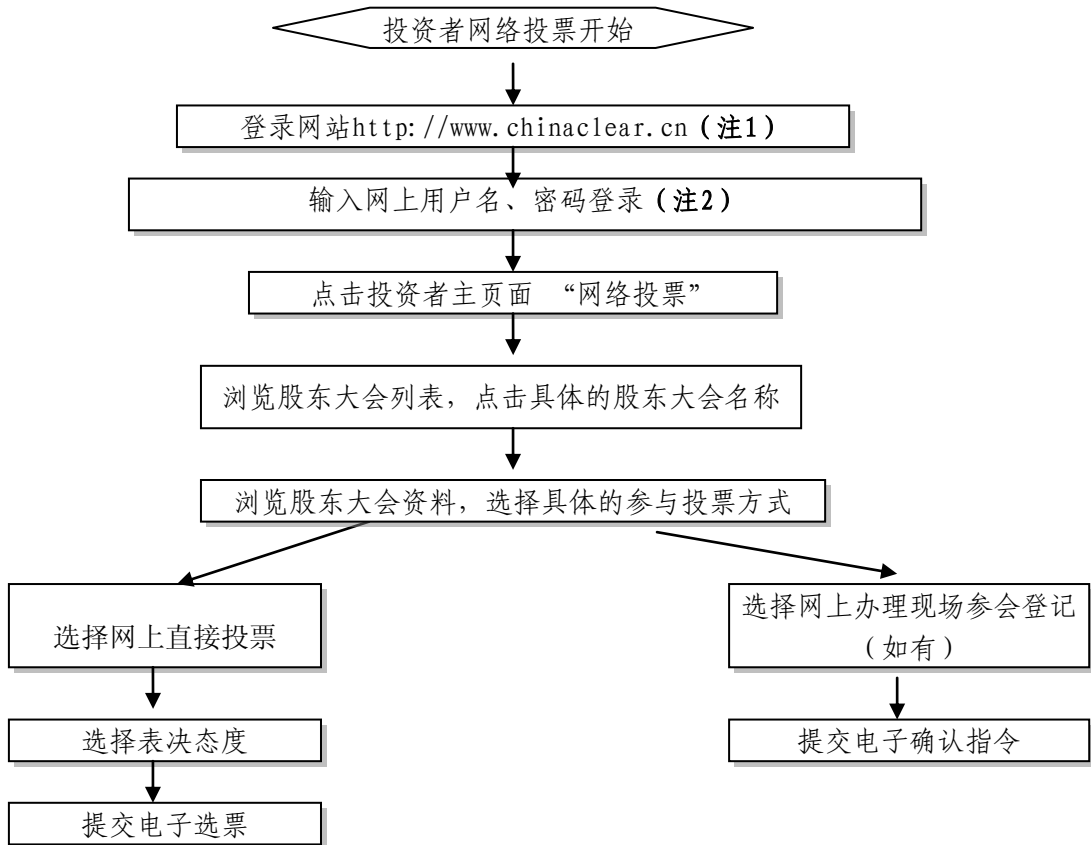 投资者网络投票开始
登录网站http://www.chinaclear.cn（注1）
输入网上用户名、密码登录（注2）
点击投资者主页面 “网络投票”
浏览股东大会列表，点击具体的股东大会名称
浏览股东大会资料，选择具体的参与投票方式
选择网上直接投票
选择表决态度
提交电子选票
选择网上办理现场参会登记
（如有）
提交电子确认指令